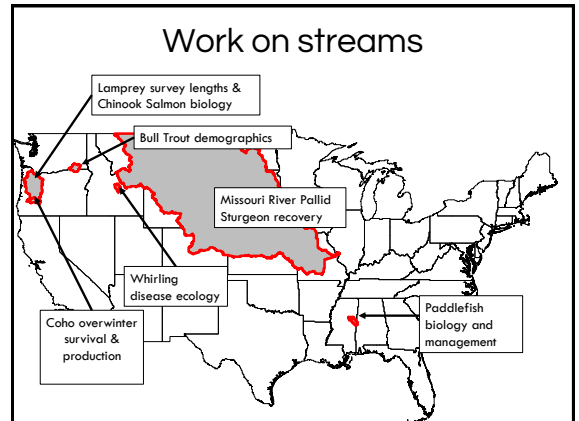 Work on streams
Lamprey survey lengths &
Chinook Salmon biology
Bull Trout demographics
Missouri River Pallid
Sturgeon recovery
Whirling
disease ecology
Coho overwinter
survival &
production
Paddlefish
biology and
management